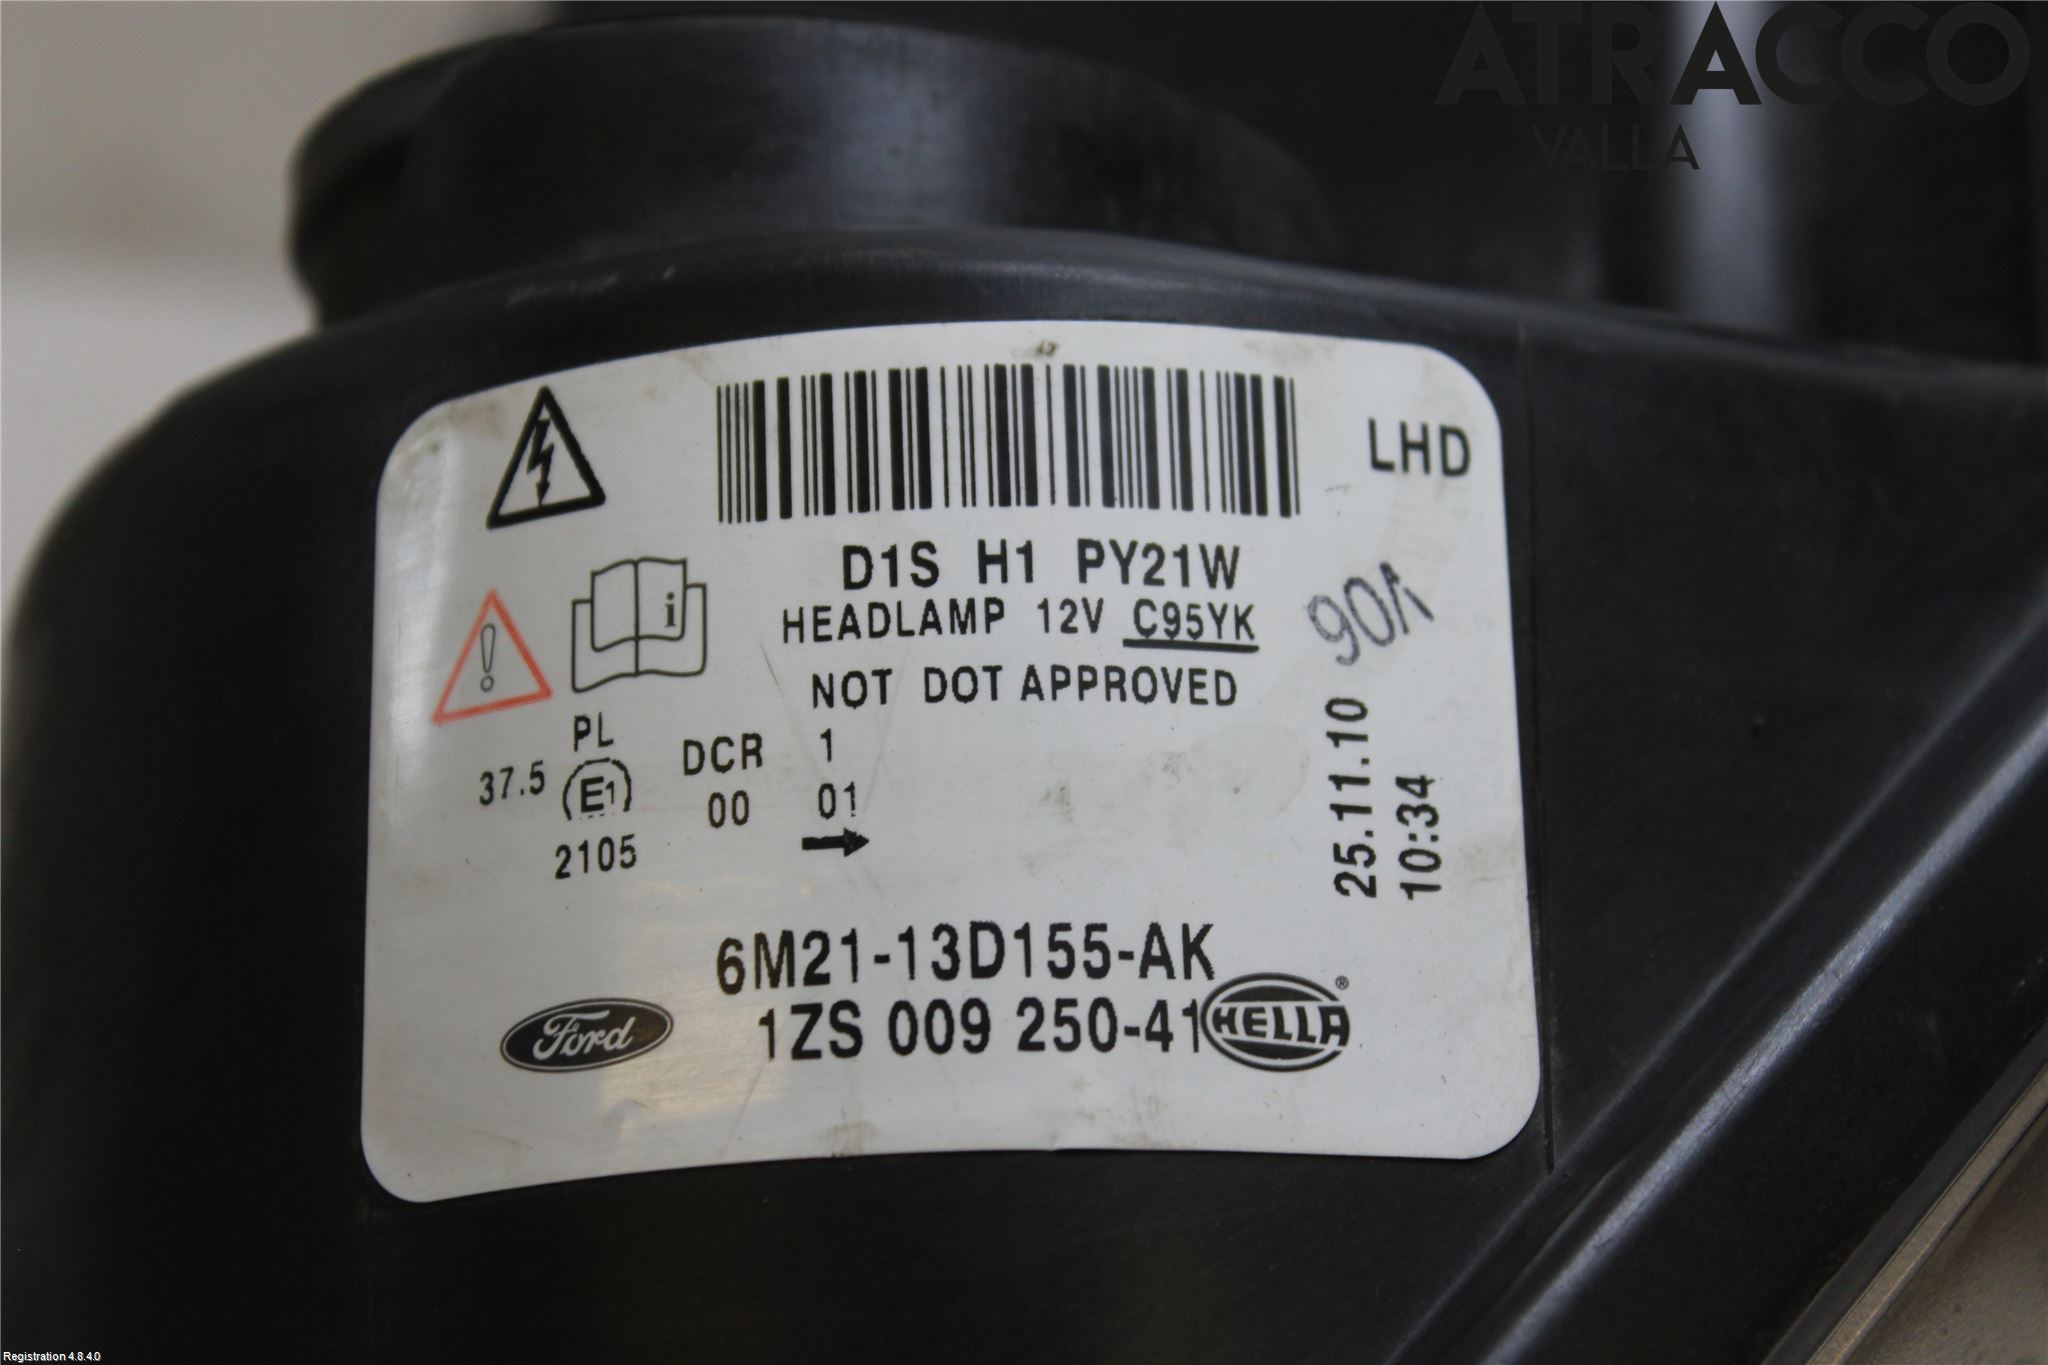 ATRACCO
VALLA
LHD
D1S H1 PY21W
HEADLAMP 12V C95YK
NOT DOT APPROVED
i
90A
PL
37.5
E1
2105
DCR
00
1
01
25.11.10
10:34
6M21-13D155-AK
1ZS 009 250-41
Ford
HELLA®
Registration 4.8.4.0